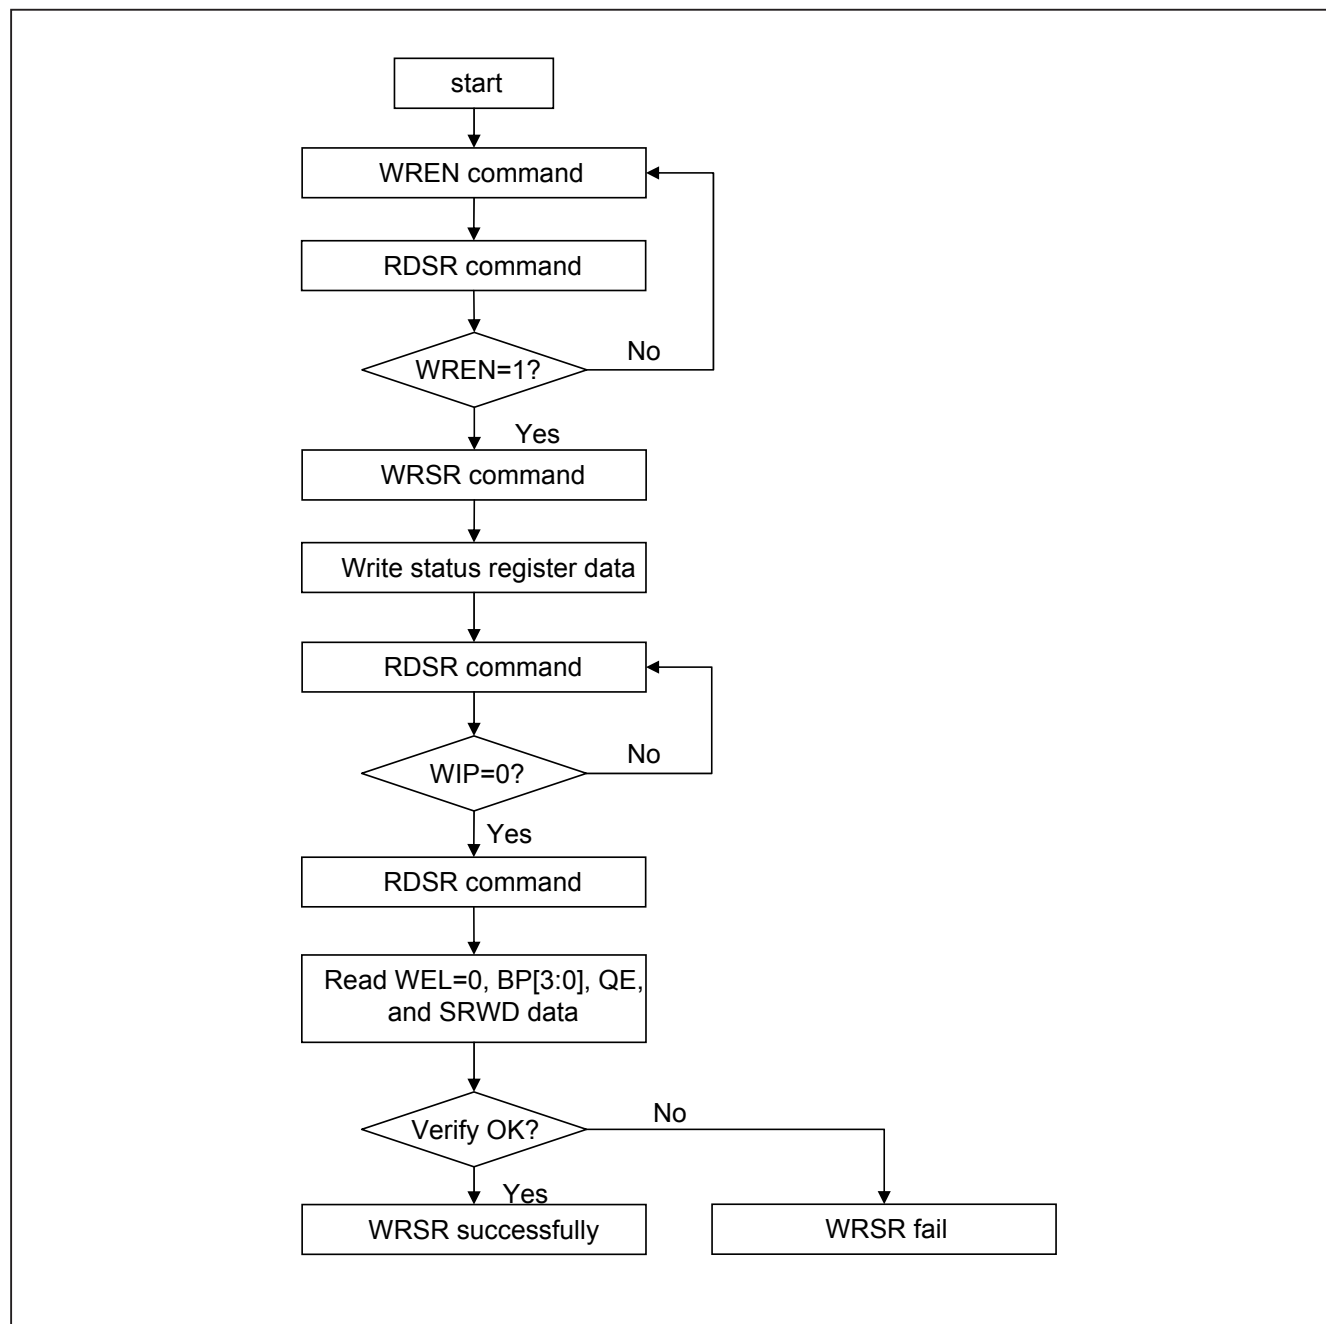 start
WREN command
RDSR command
WREN=1?
No
Yes
WRSR command
Write status register data
RDSR command
WIP=0?
No
Yes
RDSR command
Read WEL=0, BP[3:0], QE,
and SRWD data
Verify OK?
No
Yes
WRSR successfully
WRSR fail